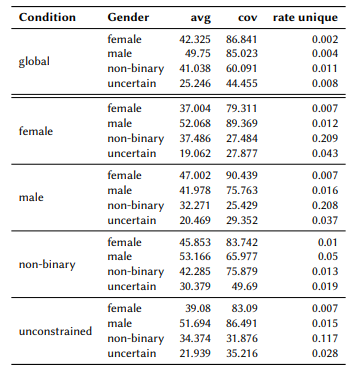 Condition Gender avg cov rate unique
global
female 42.325 86.841 0.002
male 49.75 85.023 0.004
non-binary 41.038 60.091 0.011
uncertain 25.246 44.455 0.008
female
female 37.004 79.311 0.007
male 52.068 89.369 0.012
non-binary 37.486 27.484 0.209
uncertain 19.062 27.877 0.043
male
female 47.002 90.439 0.007
male 41.978 75.763 0.016
non-binary 32.271 25.429 0.208
uncertain 20.469 29.352 0.037
non-binary
female 45.853 83.742 0.01
male 53.166 65.977 0.05
non-binary 42.285 75.879 0.013
uncertain 30.379 49.69 0.019
unconstrained
female 39.08 83.09 0.007
male 51.694 86.491 0.015
non-binary 34.374 31.876 0.117
uncertain 21.939 35.216 0.028